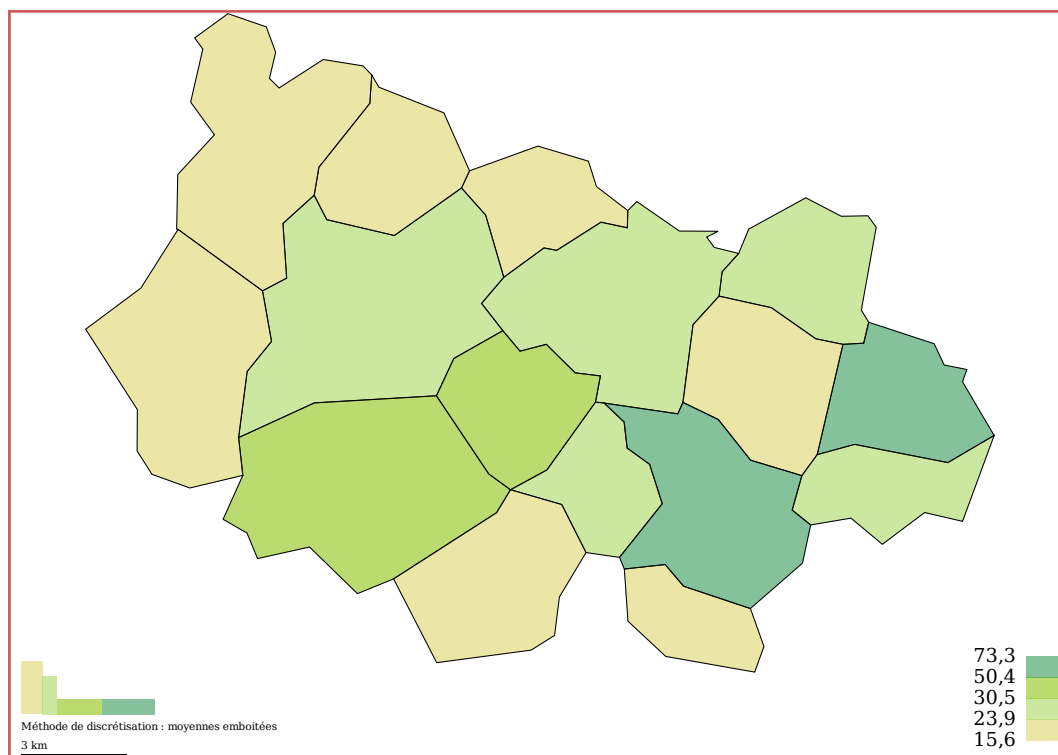 73,3
50,4
30,5
23,9
15,6
Méthode de discrétisation : moyennes emboitées
3 km